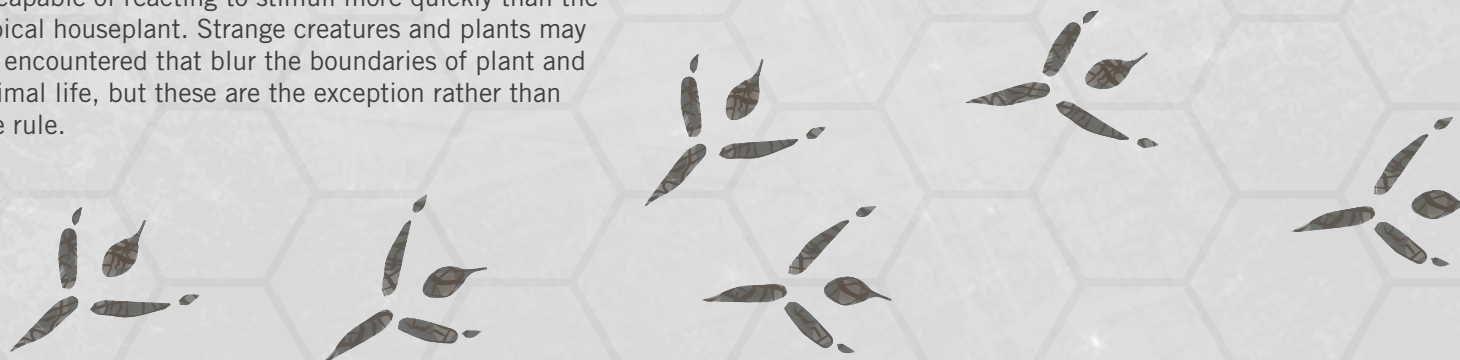 capable of reacting to stimuli more quickly than the
pical houseplant. Strange creatures and plants may
encountered that blur the boundaries of plant and
imal life, but these are the exception rather than
e rule.